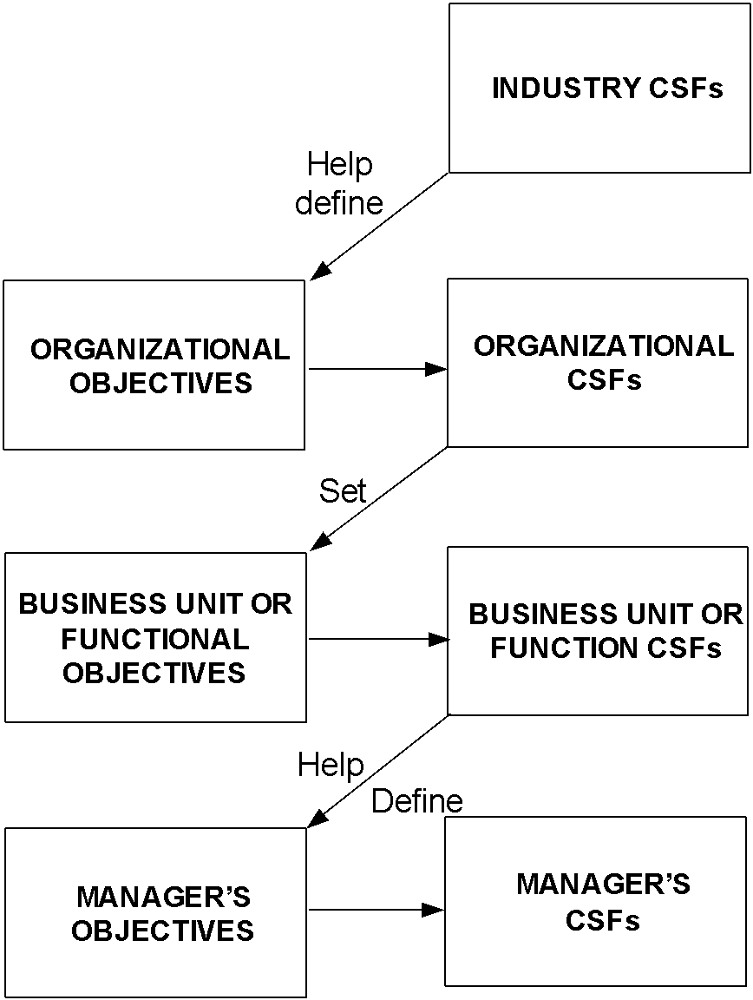 INDUSTRY CSFs
Help
define
ORGANIZATIONAL
OBJECTIVES
ORGANIZATIONAL
CSFs
Set
BUSINESS UNIT OR
FUNCTIONAL
OBJECTIVES
BUSINESS UNIT OR
FUNCTION CSFs
Help
Define
MANAGER’S
OBJECTIVES
MANAGER’S
CSFs